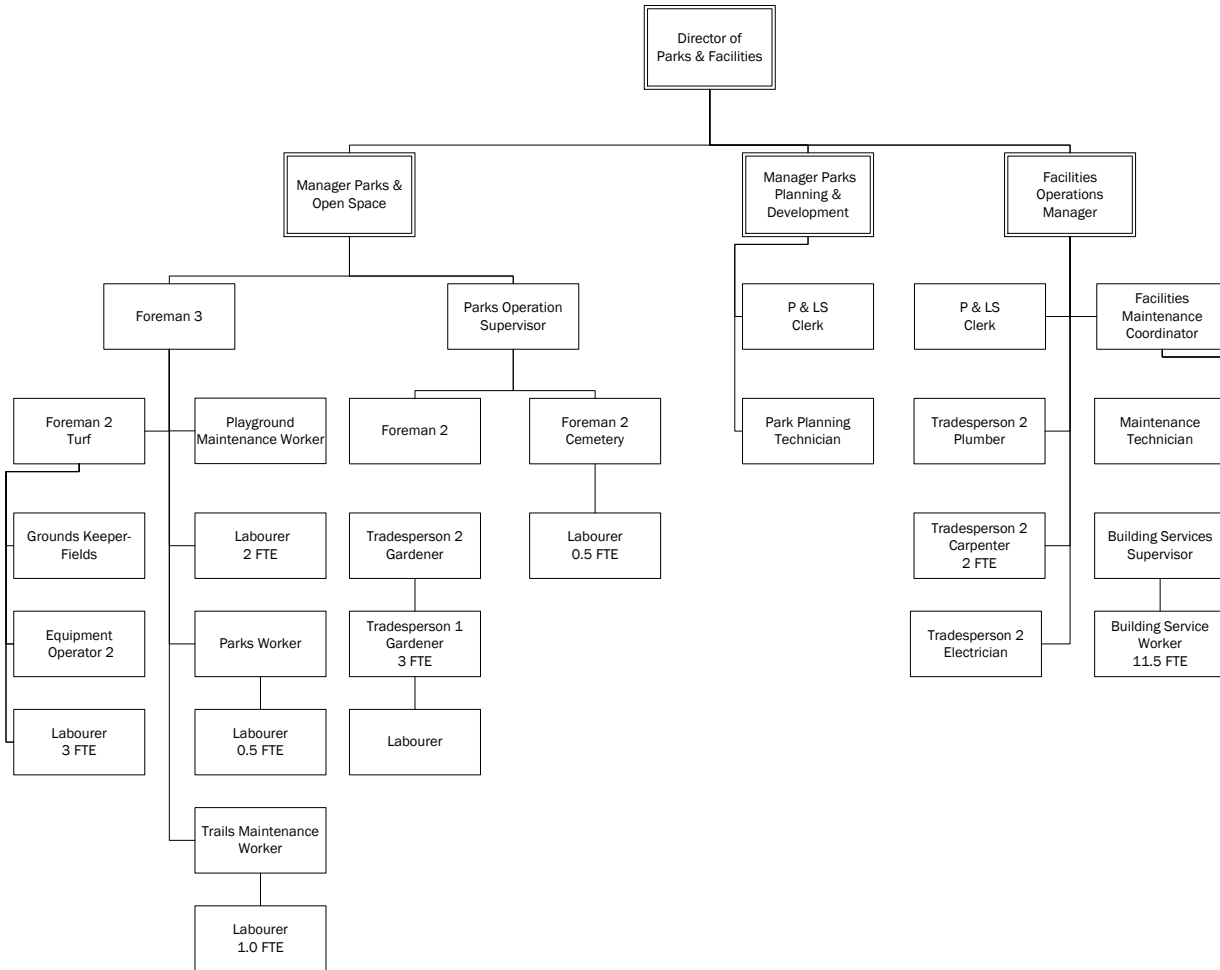 Director of
Parks & Facilities
Manager Parks &
Open Space
Manager Parks
Planning &
Development
Facilities
Operations
Manager
Foreman 3
Parks Operation
Supervisor
P & LS
Clerk
P & LS
Clerk
Facilities
Maintenance
Coordinator
Foreman 2
Turf
Playground
Maintenance Worker
Foreman 2
Foreman 2
Cemetery
Park Planning
Technician
Tradesperson 2
Plumber
Maintenance
Technician
Grounds Keeper-
Fields
Labourer
2 FTE
Tradesperson 2
Gardener
Labourer
0.5 FTE
Tradesperson 2
Carpenter
2 FTE
Building Services
Supervisor
Equipment
Operator 2
Parks Worker
Tradesperson 1
Gardener
3 FTE
Tradesperson 2
Electrician
Building Service
Worker
11.5 FTE
Labourer
3 FTE
Labourer
0.5 FTE
Labourer
Trails Maintenance
Worker
Labourer
1.0 FTE